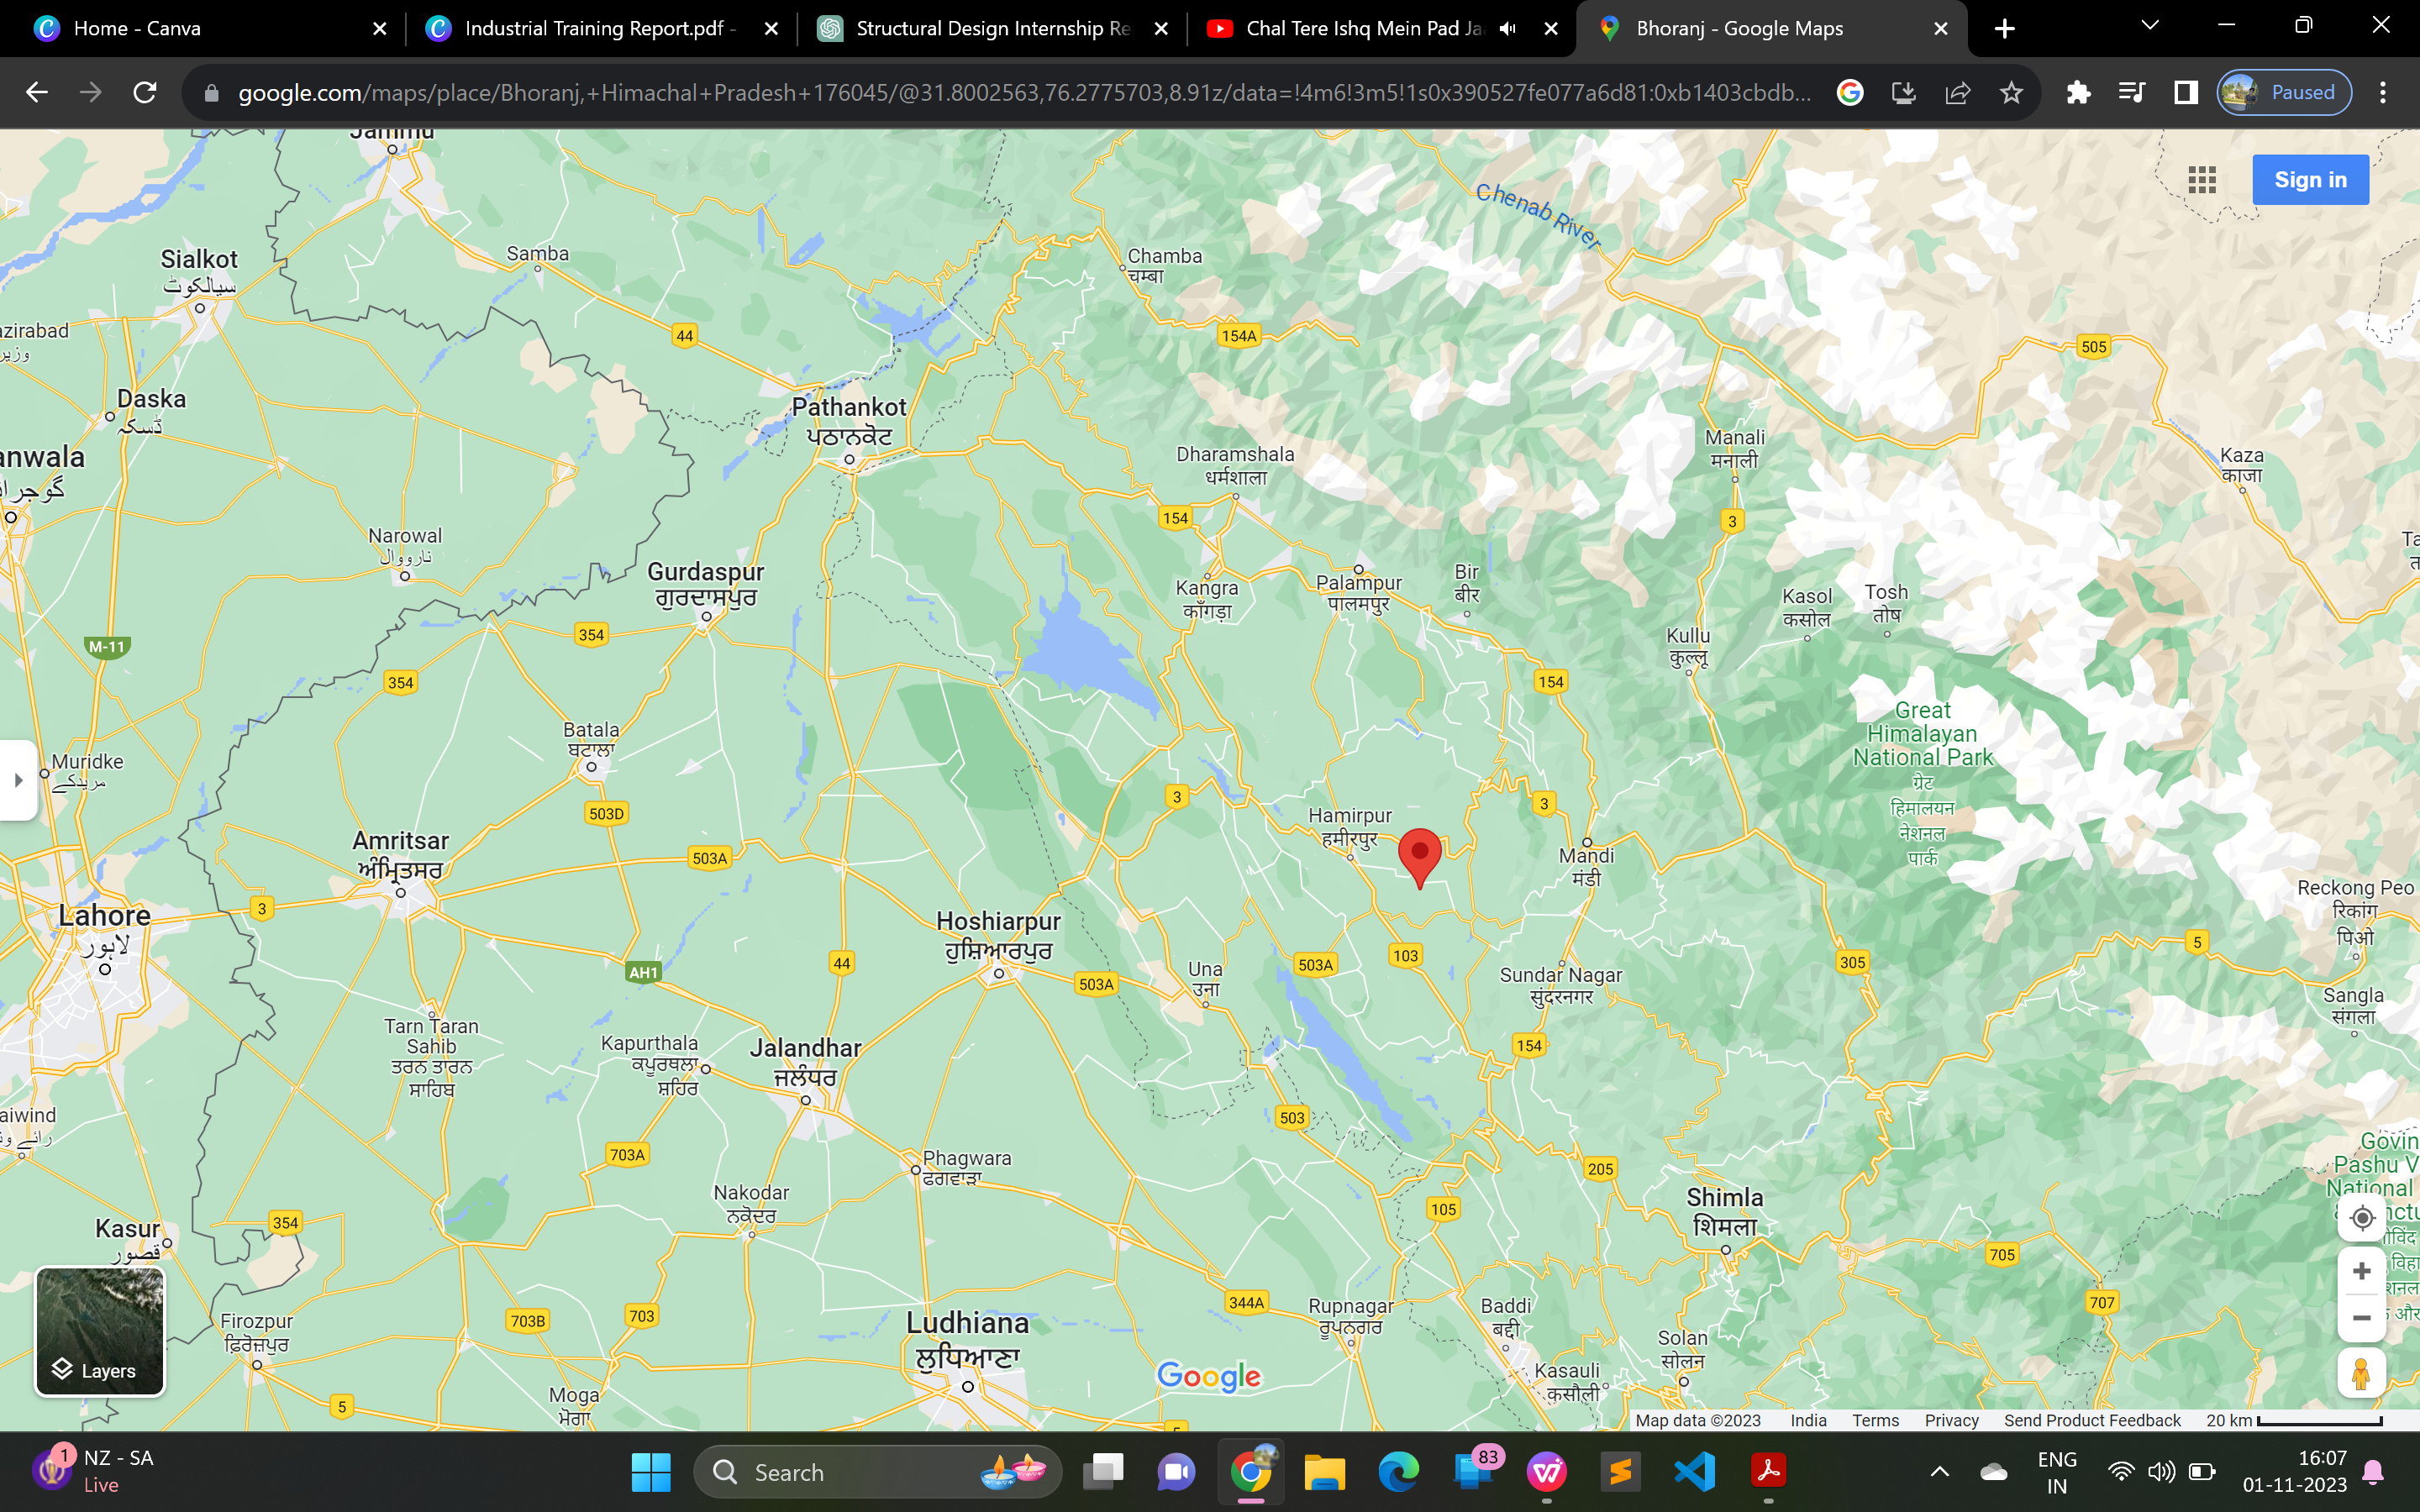 Home - Canva
Industrial Training Report.pdf -
Structural Design Internship Re
Chal Tere Ishq Mein Pad Jaa
Bhoranj - Google Maps
google.com/maps/place/Bhoranj,+Himachal+Pradesh+176045/@31.8002563,76.2775703,8.91z/data=!4m6!3m5!1s0x390527fe077a6d81:0xb1403cbdb...
Paused
Jammu
Sign in
Chenab River
Samba
Sialkot
سيالكوٹ
Chamba
चम्बा
azirabad
وزیر
44
154A
505
Daska
ڈسکہ
Pathankot
ਪਠਾਨਕੋਟ
anwala
گوجرا
Manali
मनाली
Dharamshala
धर्मशाला
Kaza
काजा
154
3
Narowal
نارووال
Gurdaspur
ਗੁਰਦਾਸਪੁਰ
Kangra
काँगड़ा
Palampur
पालमपुर
Bir
बीर
Kasol
कसोल
Tosh
तोष
M-11
354
Kullu
कुल्लू
354
154
Great
Himalayan
National Park
ग्रेट
हिमालयन
नेशनल
पार्क
Batala
ਬਟਾਲਾ
Muridke
مریدکے
503D
3
3
Hamirpur
हमीरपुर
Mandi
मंडी
Amritsar
ਅੰਮ੍ਰਿਤਸਰ
503A
Lahore
لاہور
3
Reckong Peo
रिकांग
पिओ
Hoshiarpur
ਹੁਸ਼ਿਆਰਪੁਰ
5
AH1
44
503A
Una
उना
503A
103
305
Sundar Nagar
सुंदरनगर
Sangla
संगला
Tarn Taran
Sahib
ਤਰਨ ਤਾਰਨ
ਸਾਹਿਬ
Kapurthala
ਕਪੂਰਥਲਾ
ਸ਼ਹਿਰ
Jalandhar
ਜਲੰਧਰ
154
aiwind
503
703A
Phagwara
ਫਗਵਾੜਾ
205
Govin
Pashu V
National
Nakodar
ਨਕੋਦਰ
Shimla
शिमला
105
Kasur
قصور
354
705
Layers
Firozpur
ਫ਼ਿਰੋਜ਼ਪੁਰ
703B
703
Ludhiana
ਲੁਧਿਆਣਾ
344A
Rupnagar
ਰੂਪਨਗਰ
Baddi
बद्दी
707
Solan
सोलन
Google
Kasauli
कसौली
5
Moga
ਮੋਗਾ
Map data ©2023 India Terms Privacy Send Product Feedback 20 km
1
NZ - SA
Live
Search
83
ENG
IN
16:07
01-11-2023